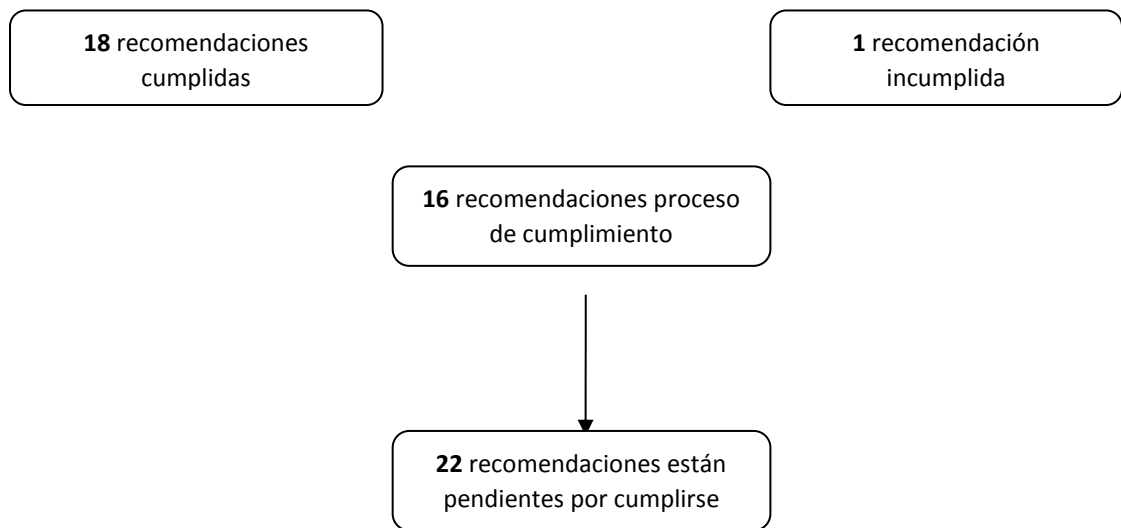 18 recomendaciones
cumplidas
1 recomendación
incumplida
16 recomendaciones proceso
de cumplimiento
22 recomendaciones están
pendientes por cumplirse